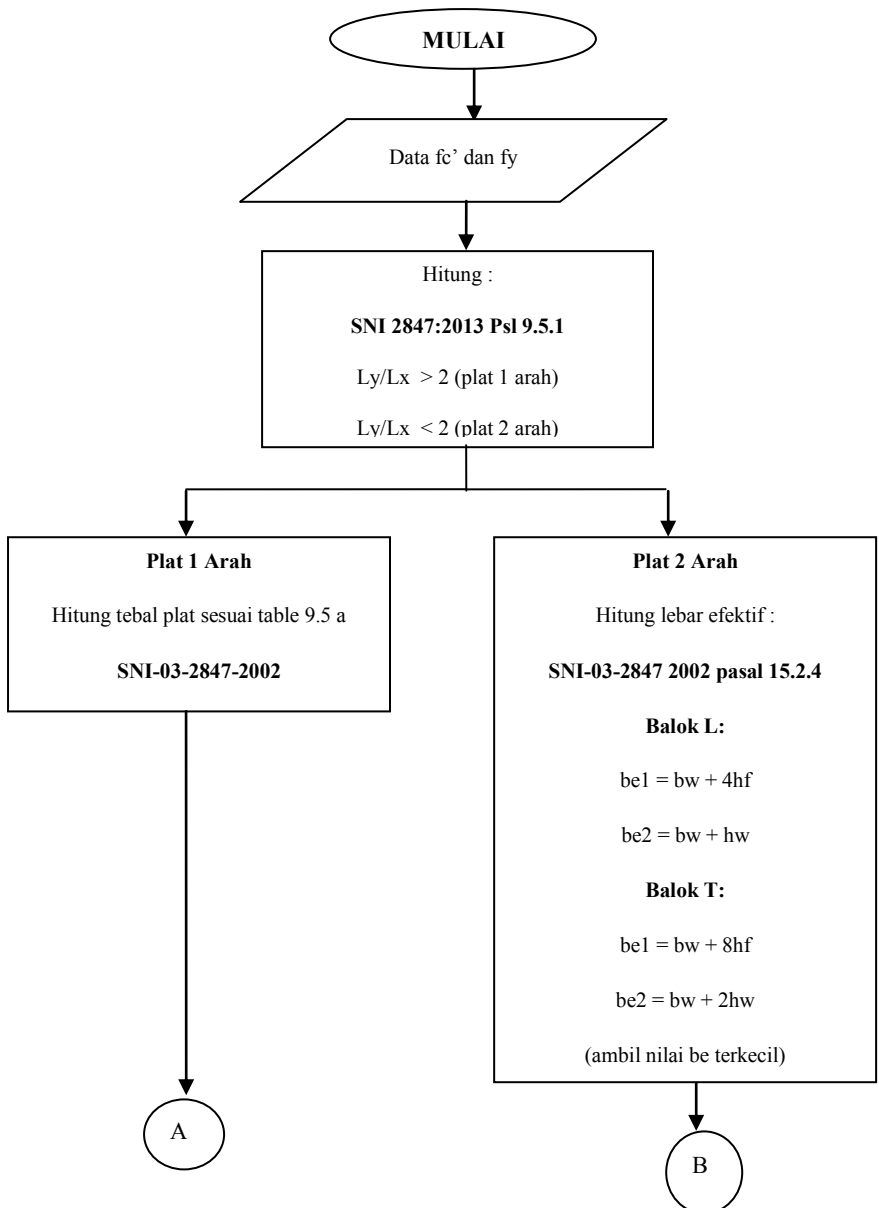 MULAI
Data fc’ dan fy
Hitung :
SNI 2847:2013 Psl 9.5.1
Ly/Lx > 2 (plat 1 arah)
Ly/Lx < 2 (plat 2 arah)
Plat 1 Arah
Hitung tebal plat sesuai table 9.5 a
SNI-03-2847-2002
A
Plat 2 Arah
Hitung lebar efektif :
SNI-03-2847 2002 pasal 15.2.4
Balok L:
be1 = bw + 4hf
be2 = bw + hw
Balok T:
be1 = bw + 8hf
be2 = bw + 2hw
(ambil nilai be terkecil)
B